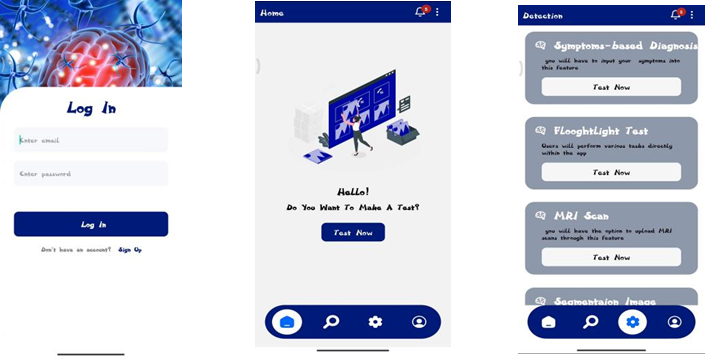 Log In
Enter email
Enter password
Log In
Don't have an account? Sign Up
Home
Hello!
Do You Want To Make A Test?
Test Now
Detection
Symptoms-based Diagnosis
you will have to input your symptoms into
this feature
Test Now
FlooghtLight Test
Users will perform various tasks directly
within the app
Test Now
MRI Scan
you will have the option to upload MRI
scans through this feature
Test Now
Segmentaion Image